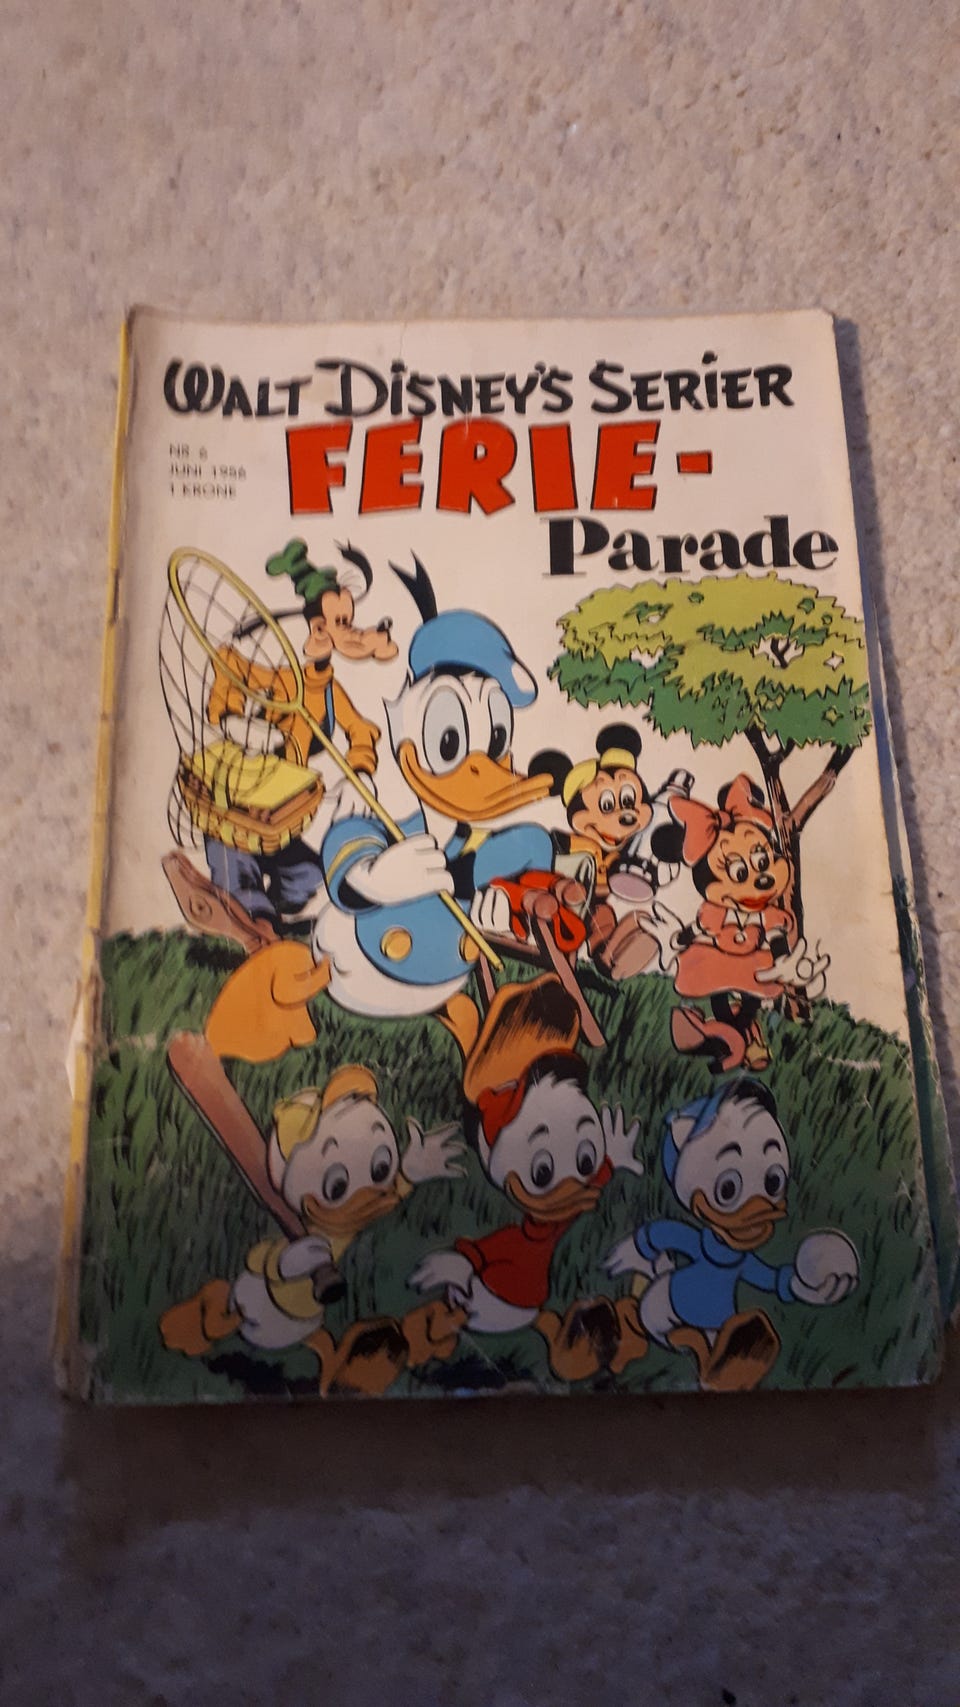 WALT DISNEY'S SERIER
FERIE-
Parade
NR. 6
JUNI 1956
1 KRONE